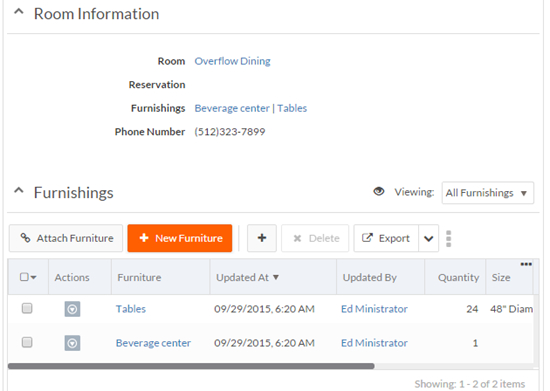 Room Information
Room Overflow Dining
Reservation
Furnishings Beverage center | Tables
Phone Number (512)323-7899
Furnishings Viewing: All Furnishings
Attach Furniture New Furniture Delete Export
Actions Furniture Updated At Updated By Quantity Size
Tables 09/29/2015, 6:20 AM Ed Ministrator 24 48" Diam
Beverage center 09/29/2015, 6:20 AM Ed Ministrator 1
Showing: 1 - 2 of 2 items